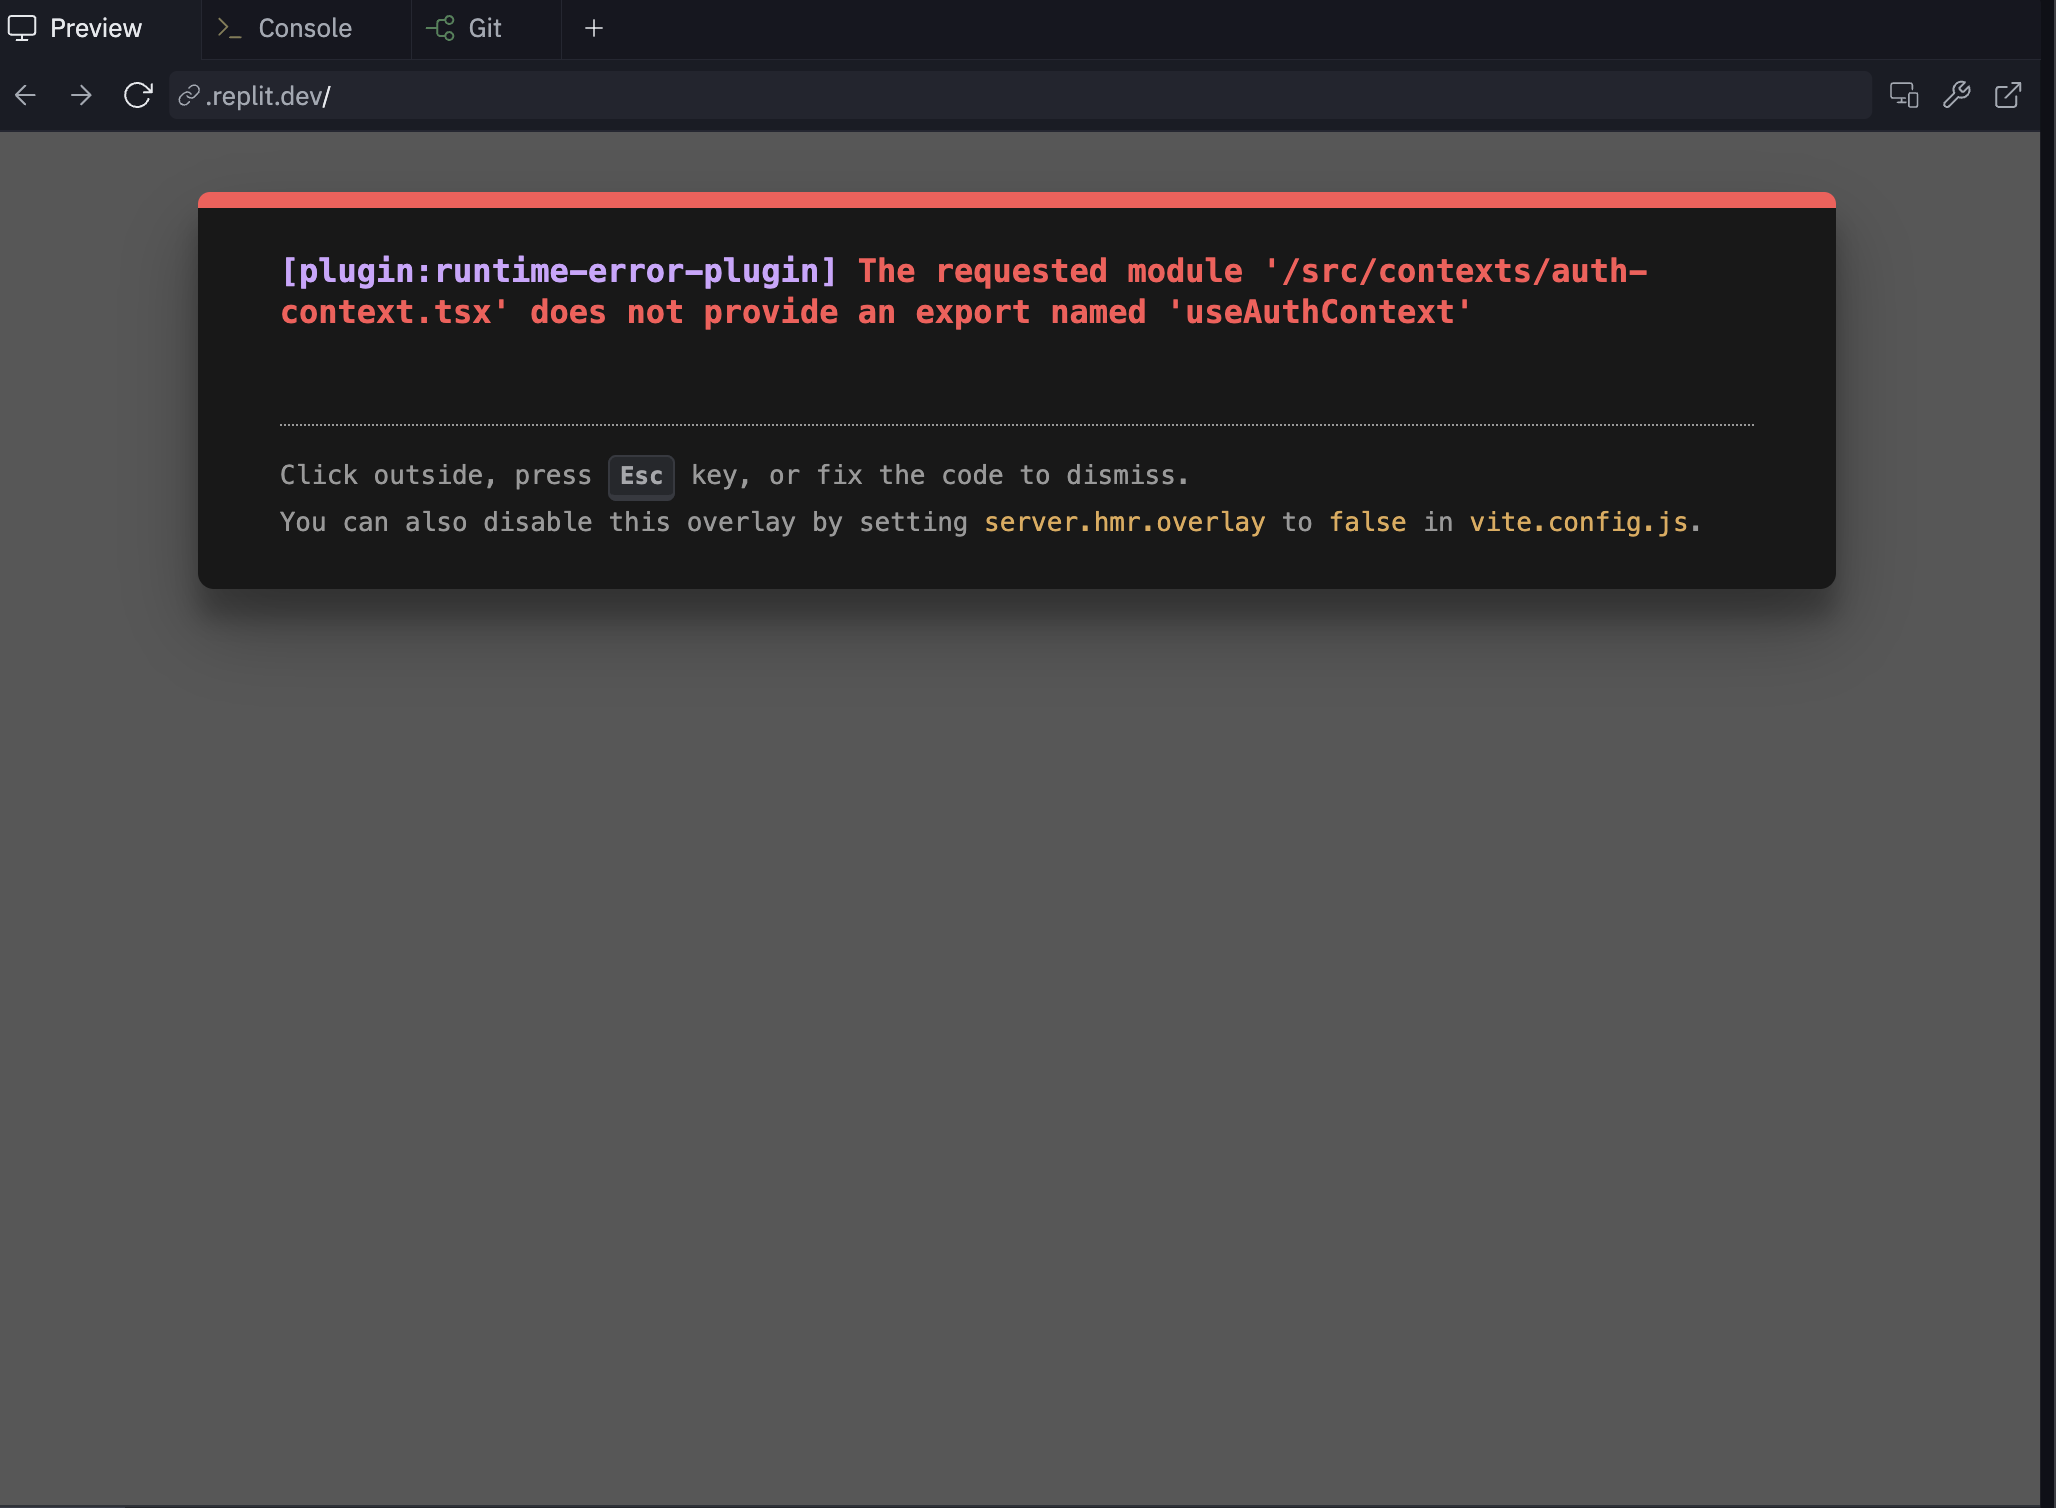 Preview
Console
Git
.replit.dev/
[plugin:runtime-error-plugin] The requested module '/src/contexts/auth-
context.tsx' does not provide an export named 'useAuthContext'
Click outside, press Esc key, or fix the code to dismiss.
You can also disable this overlay by setting server.hmr.overlay to false in vite.config.js.